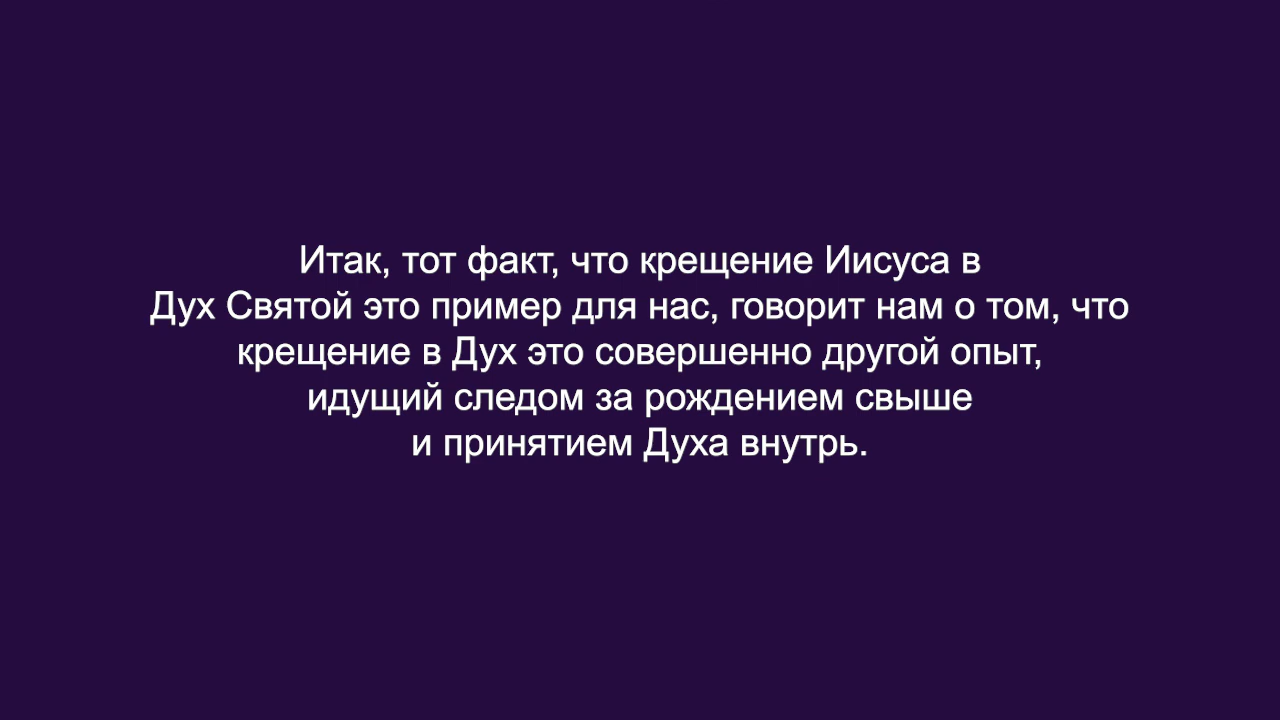 Итак, тот факт, что крещение Иисуса в
Дух Святой это пример для нас, говорит нам о том, что
крещение в Дух это совершенно другой опыт,
идущий следом за рождением свыше
и принятием Духа внутрь.